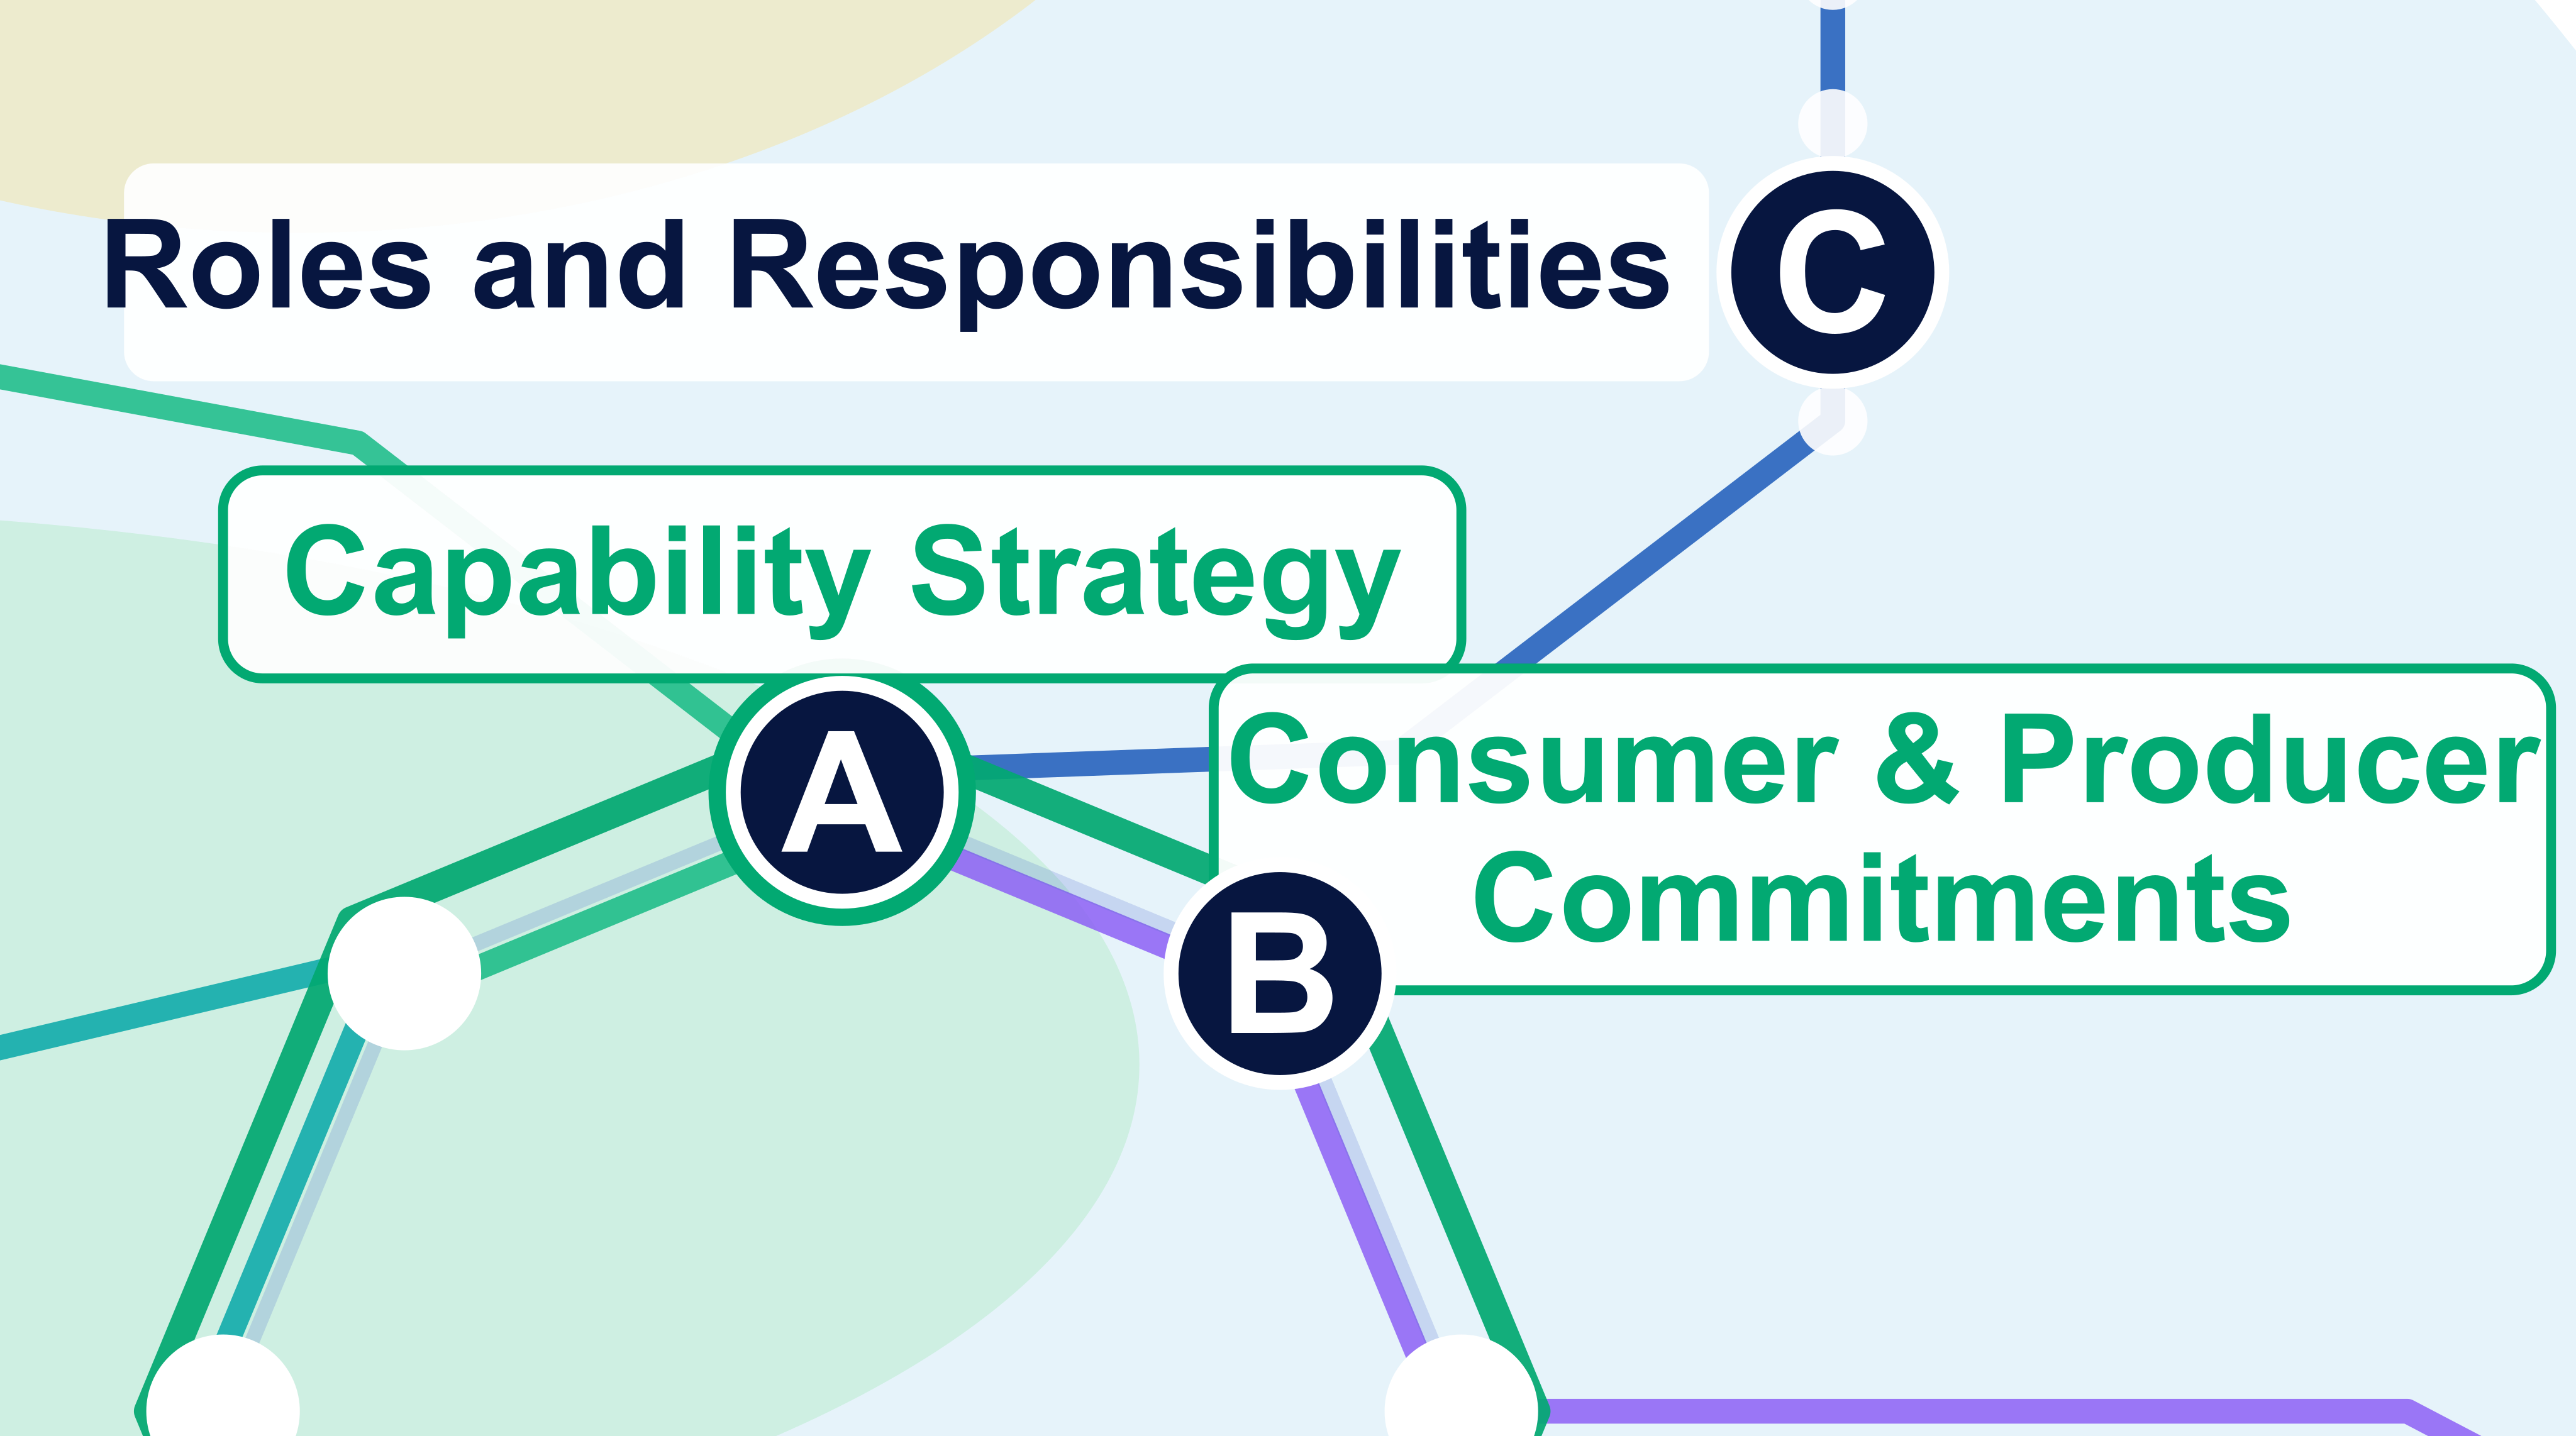 Roles and Responsibilities
C
Capability Strategy
A
Consumer & Producer
Commitments
B